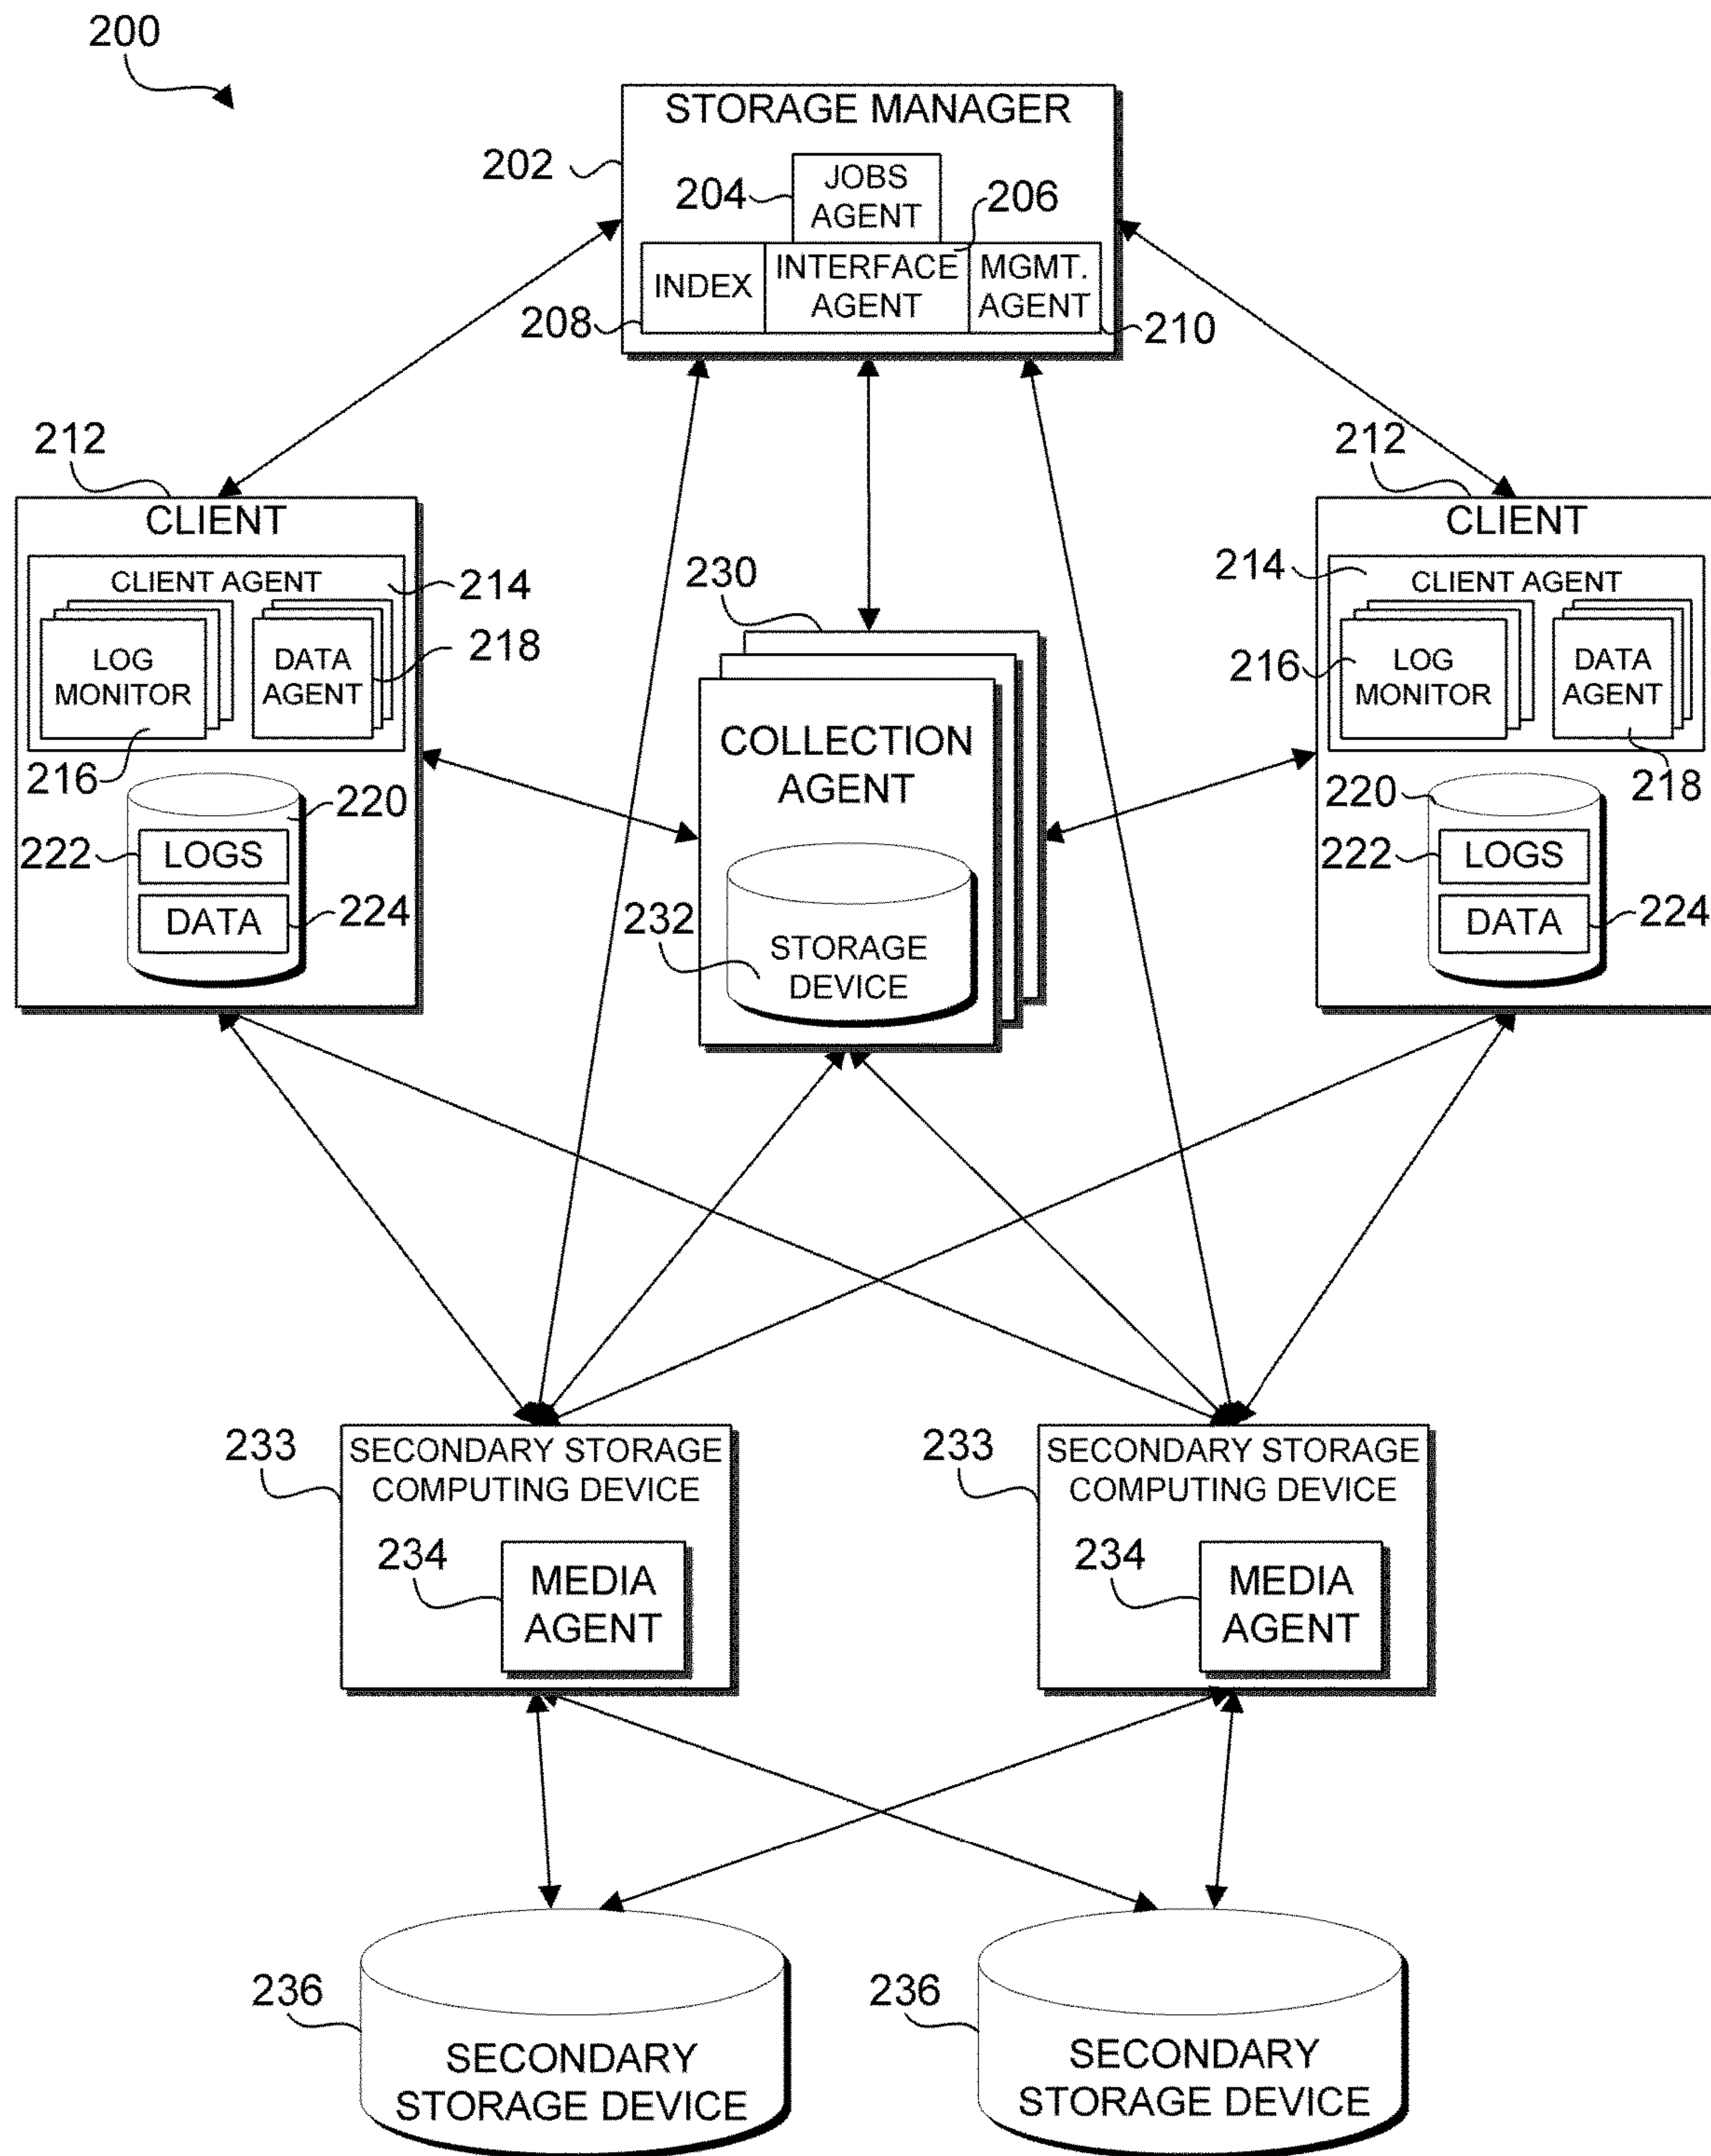 200
STORAGE MANAGER
202
204
JOBS
AGENT
206
INDEX
INTERFACE
AGENT
MGMT.
AGENT
208
210
212
CLIENT
CLIENT AGENT
214
LOG
MONITOR
DATA
AGENT
218
216
220
222
LOGS
DATA
224
230
COLLECTION
AGENT
232
STORAGE
DEVICE
212
CLIENT
214
CLIENT AGENT
216
LOG
MONITOR
DATA
AGENT
218
220
222
LOGS
DATA
224
233
SECONDARY STORAGE
COMPUTING DEVICE
234
MEDIA
AGENT
233
SECONDARY STORAGE
COMPUTING DEVICE
234
MEDIA
AGENT
236
SECONDARY
STORAGE DEVICE
236
SECONDARY
STORAGE DEVICE